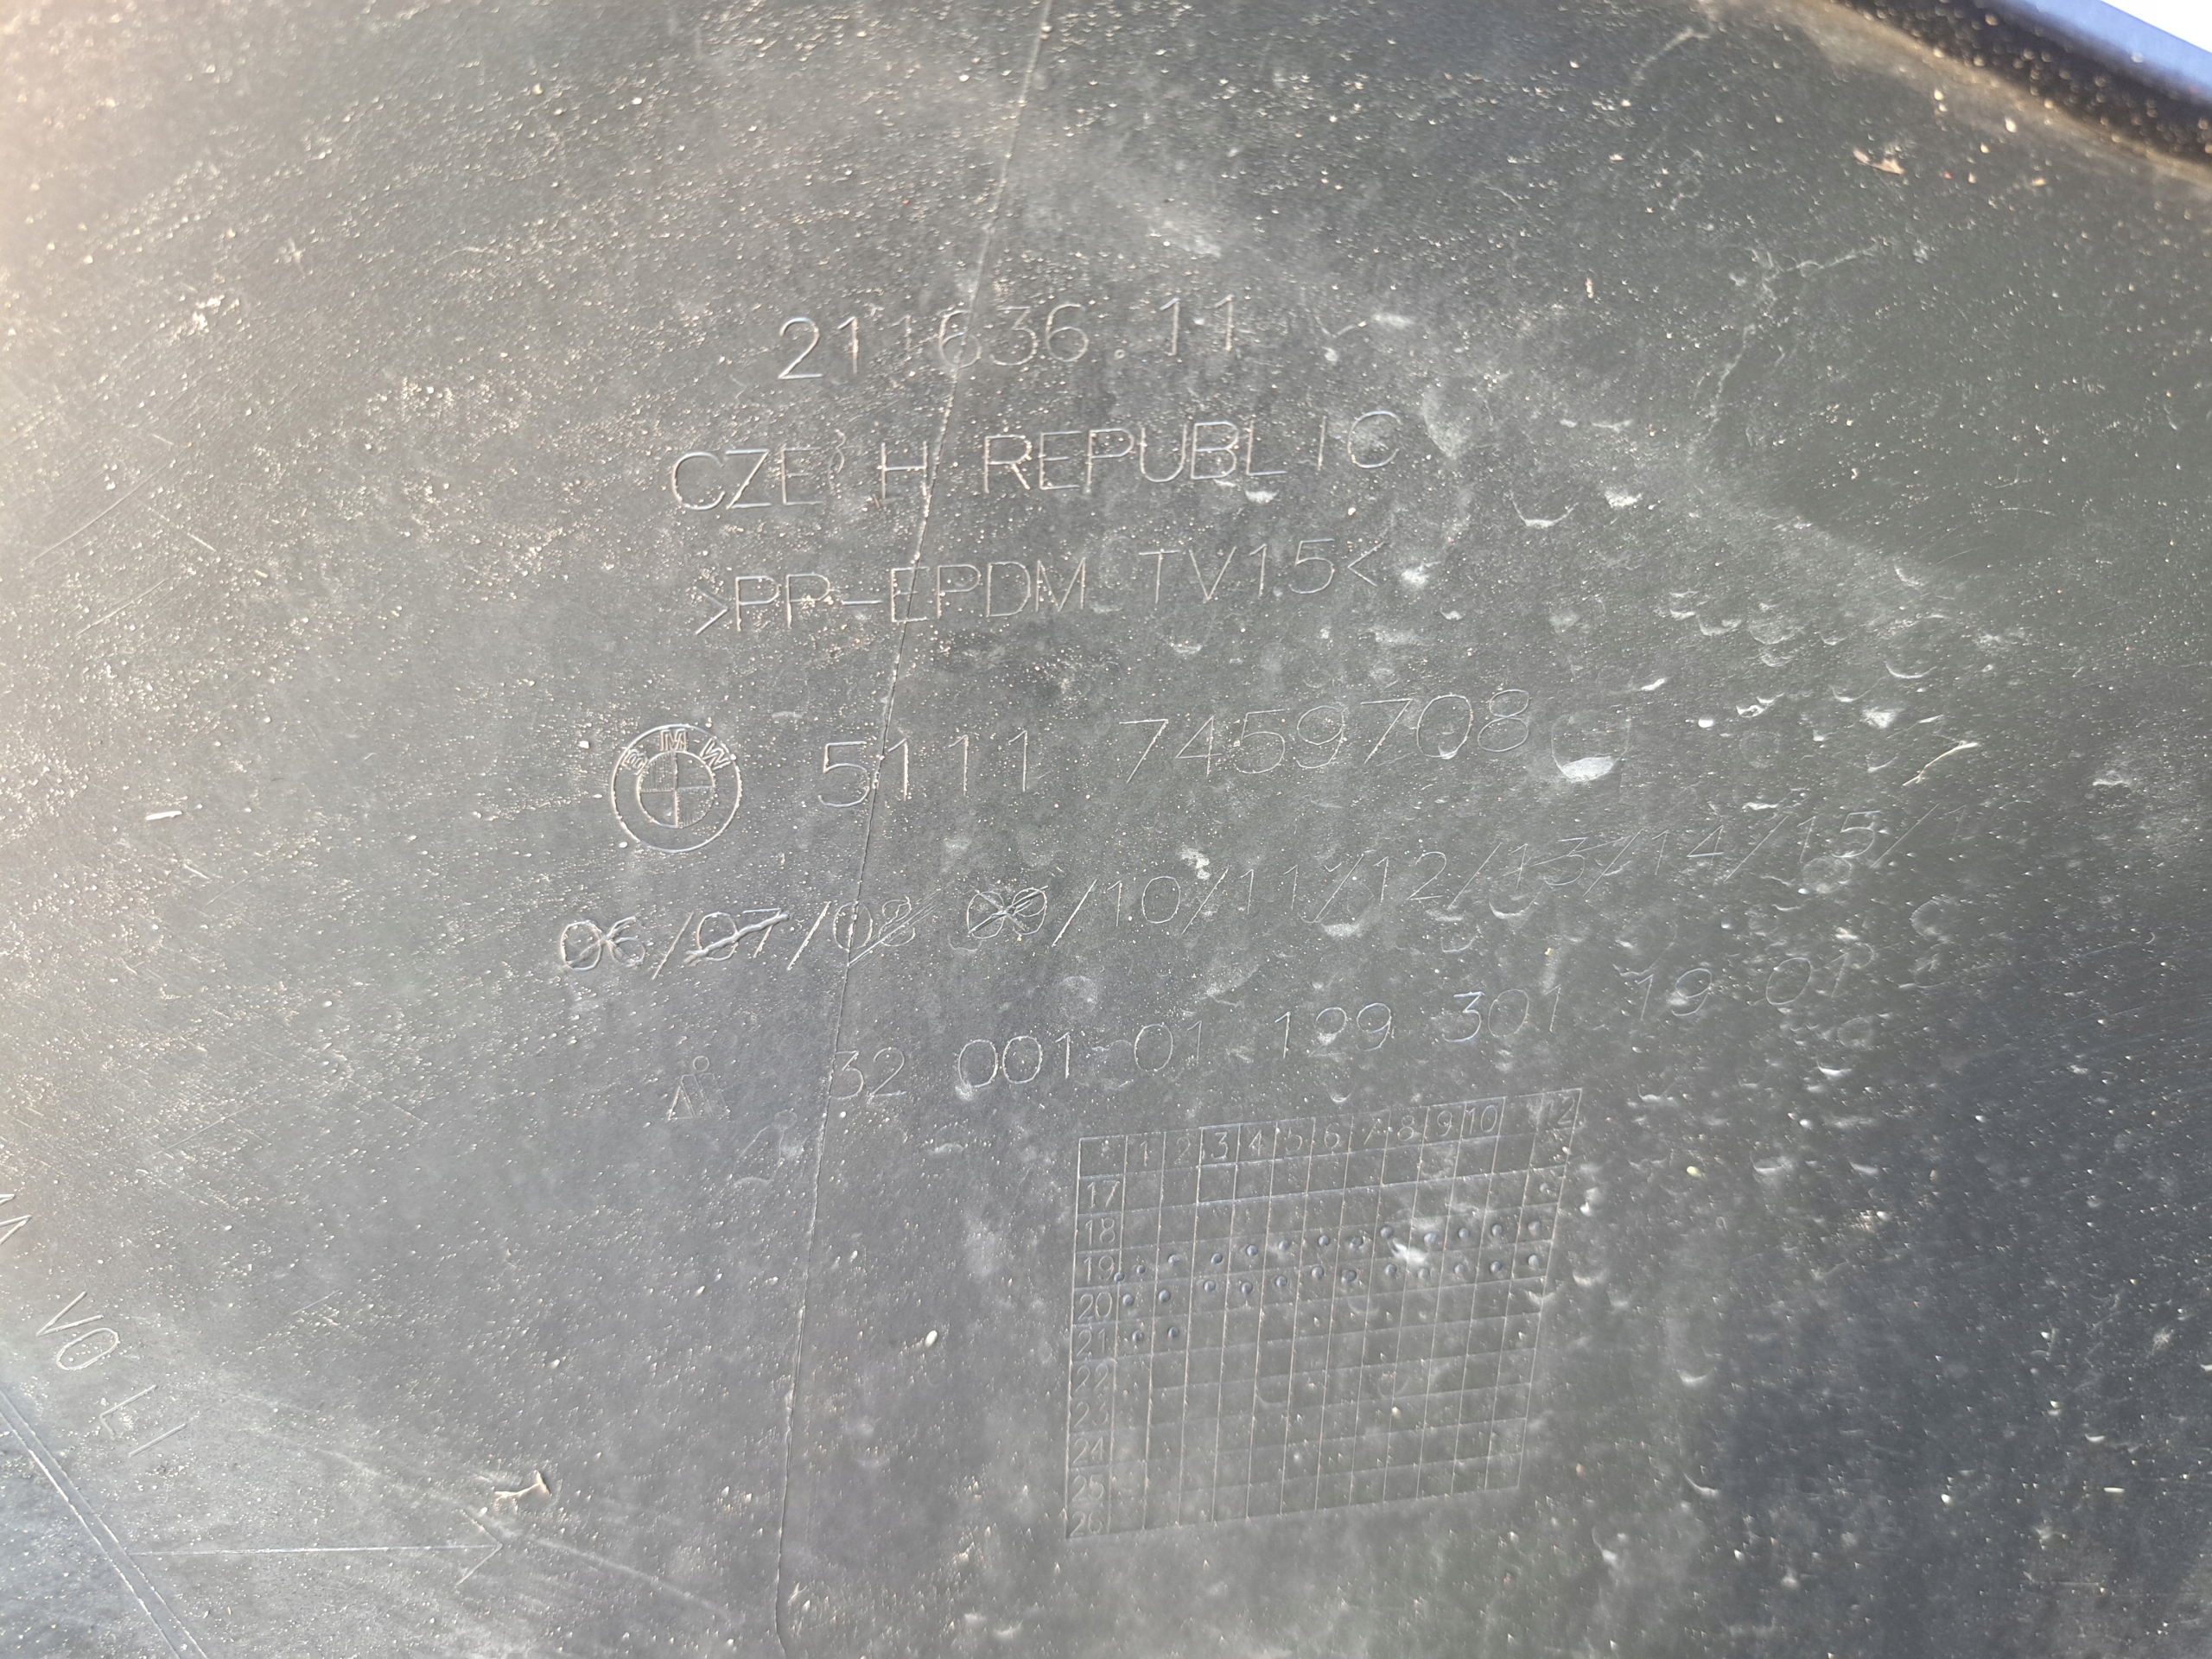 211636.11
CZECH REPUBLIC
>PP-EPDM TV15<
BMW 5111 7459708
06/07/08 09/10/11/12/13/14/15/
32 001 01 199 301 19 01
1 2 3 4 5 6 7 8 9 10 12
17
18
19
20
21
22
23
24
25
26